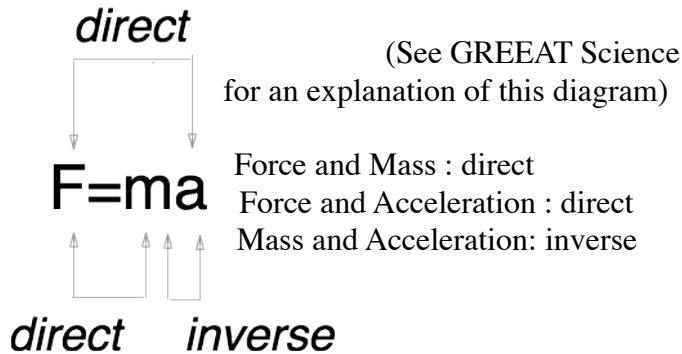 direct
(See GREEAT Science
for an explanation of this diagram)
F=ma
Force and Mass : direct
Force and Acceleration : direct
Mass and Acceleration: inverse
direct inverse